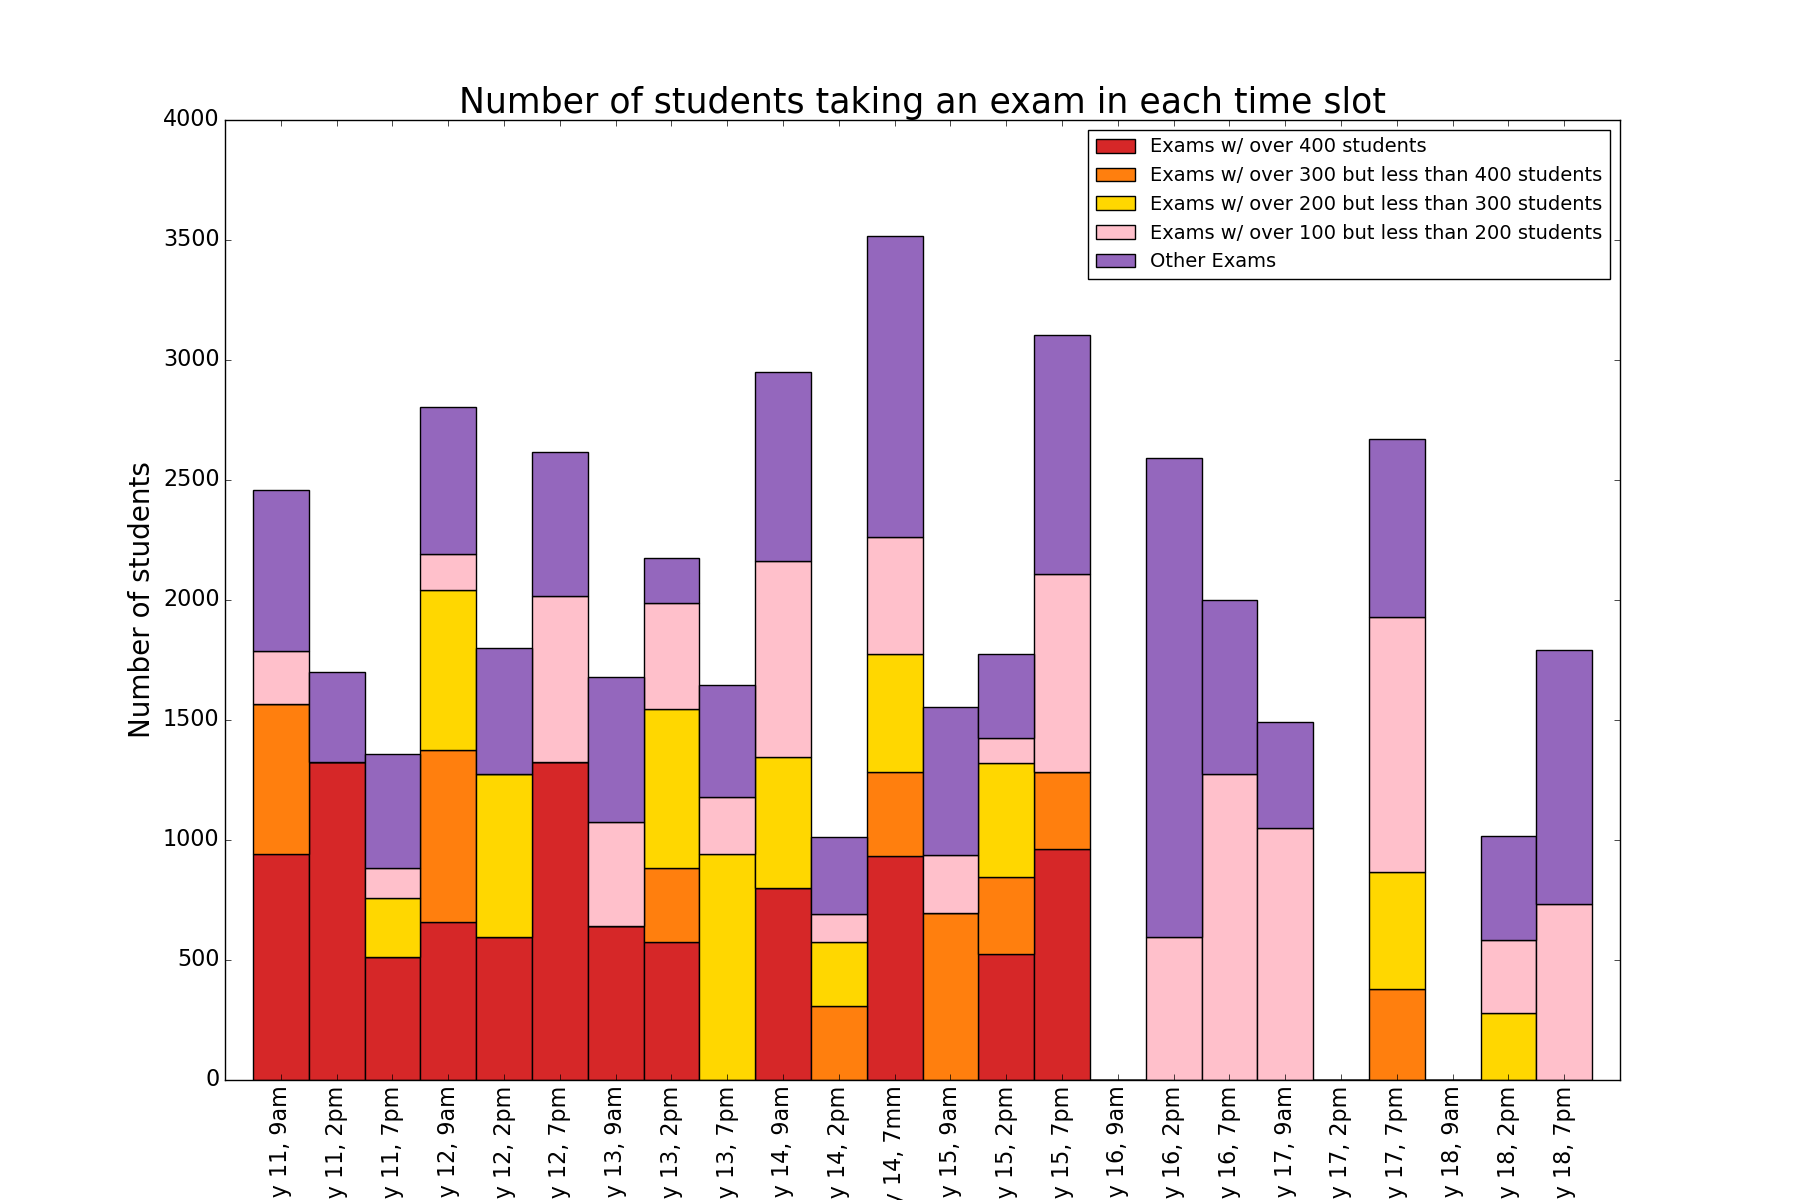 Number of students taking an exam in each time slot
Exams w/ over 400 students
Exams w/ over 300 but less than 400 students
Exams w/ over 200 but less than 300 students
Exams w/ over 100 but less than 200 students
Other Exams
Number of students
4000
3500
3000
2500
2000
1500
1000
500
0
y 11, 9am
y 11, 2pm
y 11, 7pm
y 12, 9am
y 12, 2pm
y 12, 7pm
y 13, 9am
y 13, 2pm
y 13, 7pm
y 14, 9am
y 14, 2pm
y 14, 7mm
y 15, 9am
y 15, 2pm
y 15, 7pm
y 16, 9am
y 16, 2pm
y 16, 7pm
y 17, 9am
y 17, 2pm
y 17, 7pm
y 18, 9am
y 18, 2pm
y 18, 7pm